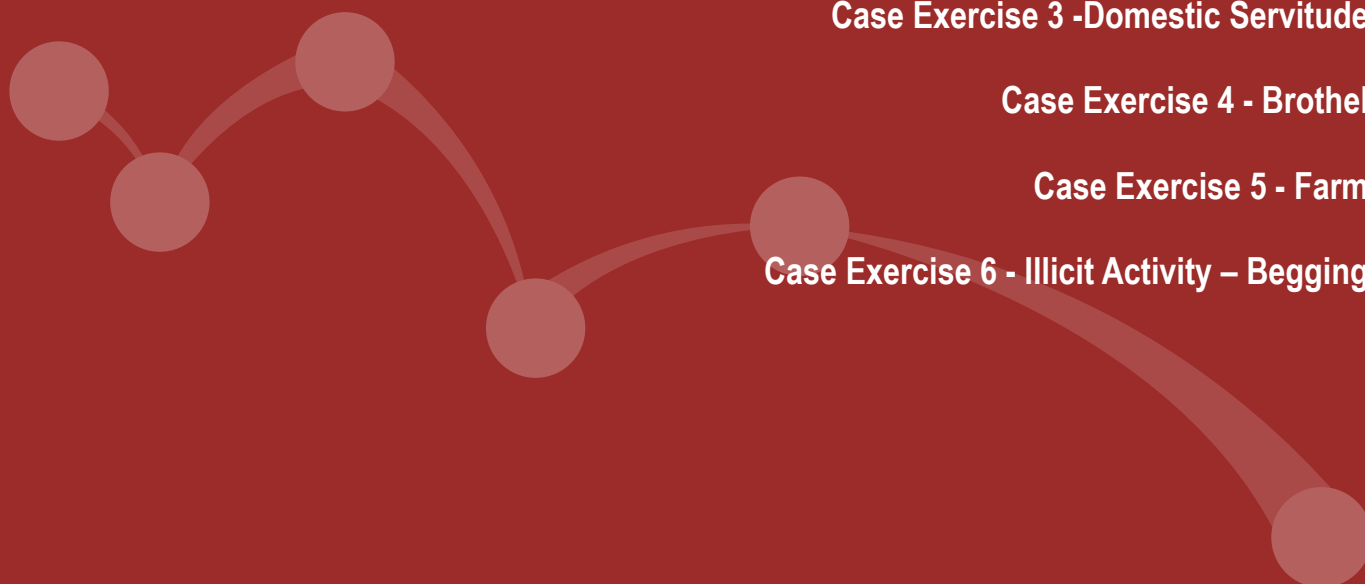 Case Exercise 3 -Domestic Servitude
Case Exercise 4 - Brothel
Case Exercise 5 - Farm
Case Exercise 6 - Illicit Activity – Begging